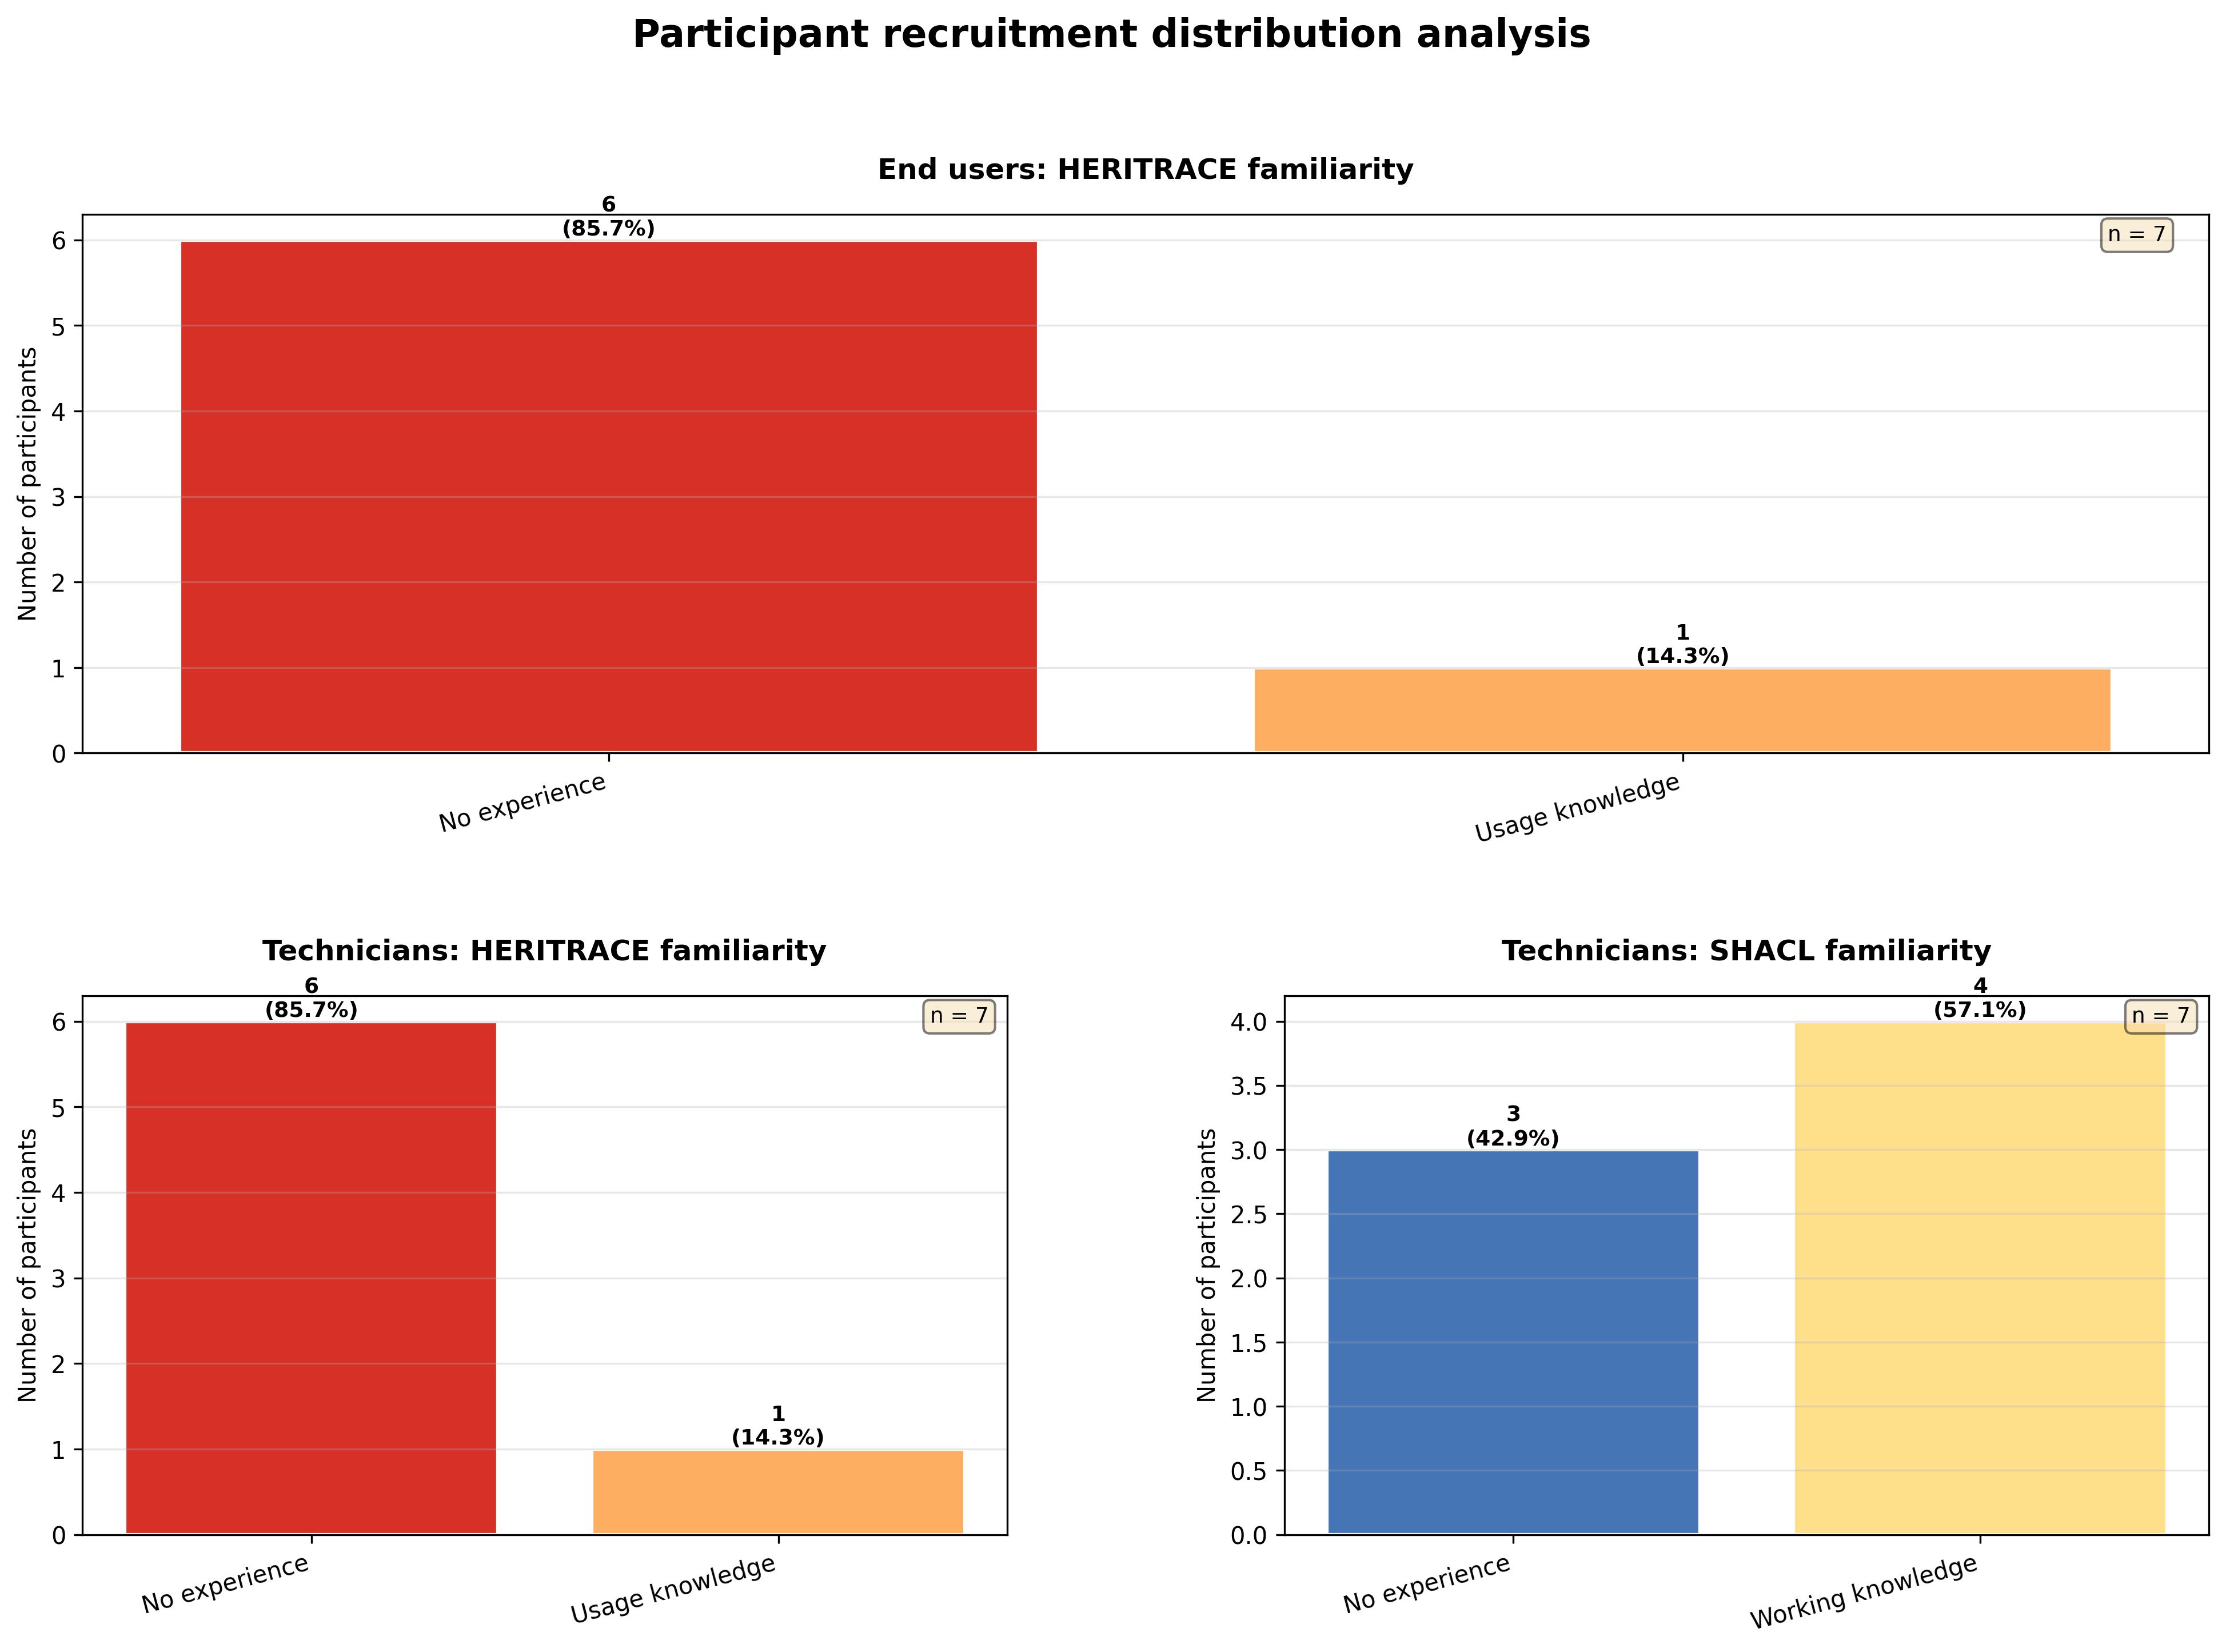 Participant recruitment distribution analysis
End users: HERITRACE familiarity
6
(85.7%)
n = 7
1
(14.3%)
Number of participants
6
5
4
3
2
1
0
No experience
Usage knowledge
Technicians: HERITRACE familiarity
6
(85.7%)
n = 7
1
(14.3%)
Number of participants
6
5
4
3
2
1
0
No experience
Usage knowledge
Technicians: SHACL familiarity
4
(57.1%)
n = 7
3
(42.9%)
Number of participants
4.0
3.5
3.0
2.5
2.0
1.5
1.0
0.5
0.0
No experience
Working knowledge